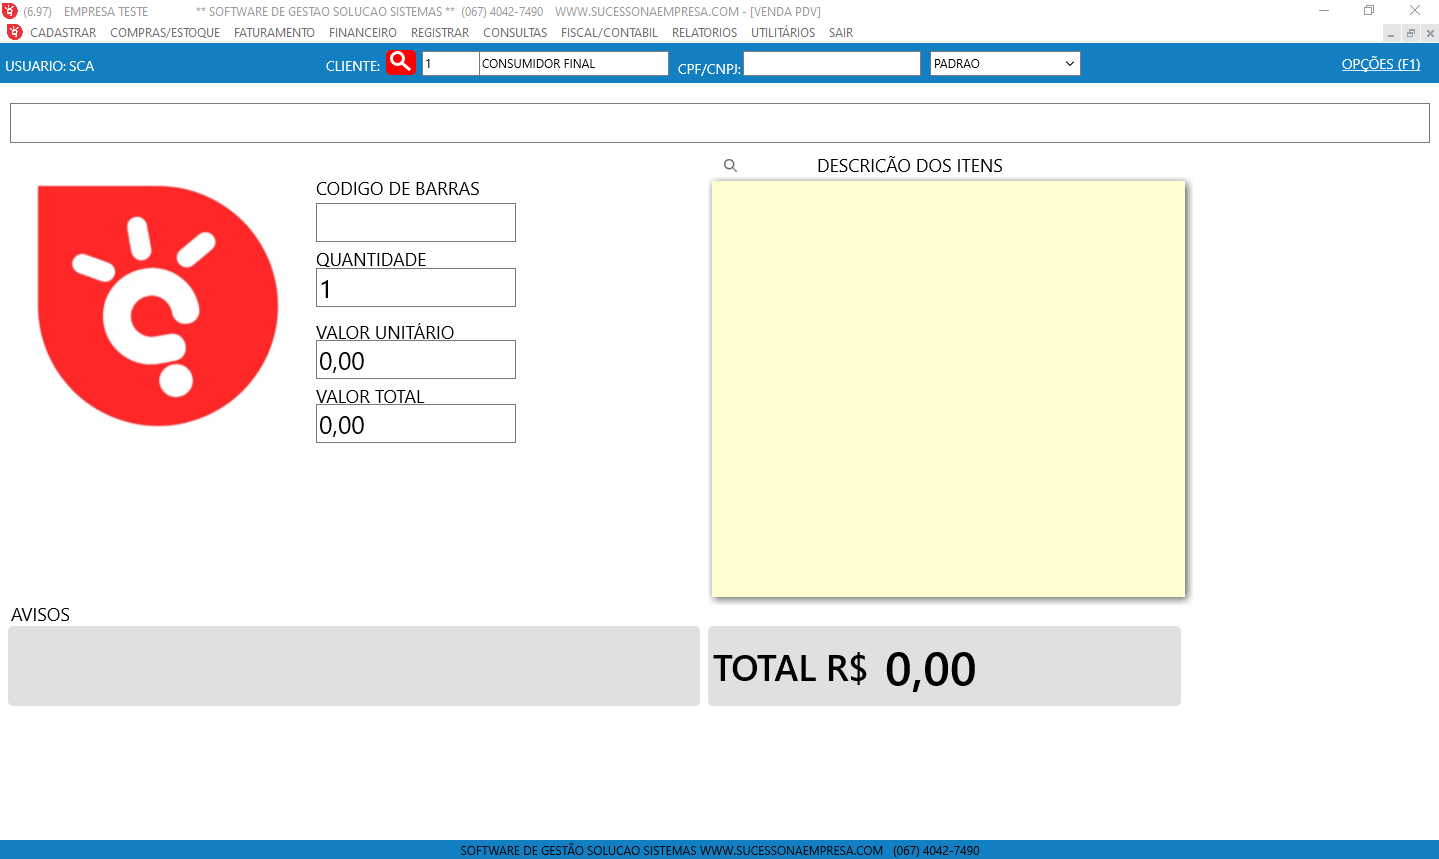 (6.97) EMPRESA TESTE ** SOFTWARE DE GESTAO SOLUCAO SISTEMAS ** (067) 4042-7490 WWW.SUCESSONAEMPRESA.COM - [VENDA PDV]
CADASTRAR COMPRAS/ESTOQUE FATURAMENTO FINANCEIRO REGISTRAR CONSULTAS FISCAL/CONTABIL RELATORIOS UTILITÁRIOS SAIR
USUARIO: SCA CLIENTE: 1 CONSUMIDOR FINAL CPF/CNPJ: PADRAO OPÇÕES (F1)
DESCRIÇÃO DOS ITENS
CODIGO DE BARRAS
QUANTIDADE
1
VALOR UNITÁRIO
0,00
VALOR TOTAL
0,00
AVISOS
TOTAL R$ 0,00
SOFTWARE DE GESTÃO SOLUCAO SISTEMAS WWW.SUCESSONAEMPRESA.COM (067) 4042-7490